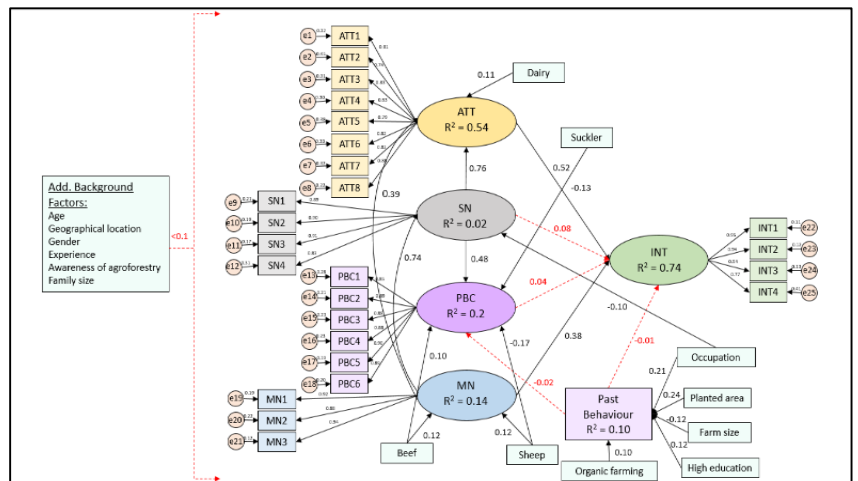 Add. Background
Factors:
Age
Geographical location
Gender
Experience
Awareness of agroforestry
Family size
<0.1
e1
ATT1
e2
ATT2
e3
ATT3
e4
ATT4
e5
ATT5
e6
ATT6
e7
ATT7
e8
ATT8
e9
SN1
e10
SN2
e11
SN3
e12
SN4
e13
PBC1
e14
PBC2
e15
PBC3
e16
PBC4
e17
PBC5
e18
PBC6
e19
MN1
e20
MN2
e21
MN3
0.11
Dairy
ATT
R² = 0.54
Suckler
0.76
0.52
-0.13
0.39
SN
R² = 0.02
0.08
0.74
0.48
INT
R² = 0.74
INT1
e22
INT2
e23
INT3
e24
INT4
e25
PBC
R² = 0.2
0.04
-0.10
-0.17
0.38
-0.01
0.10
-0.02
MN
R² = 0.14
0.12
0.12
Beef
Sheep
Past
Behaviour
R² = 0.10
0.10
Organic farming
Occupation
0.21
Planted area
0.24
-0.12
Farm size
0.12
High education